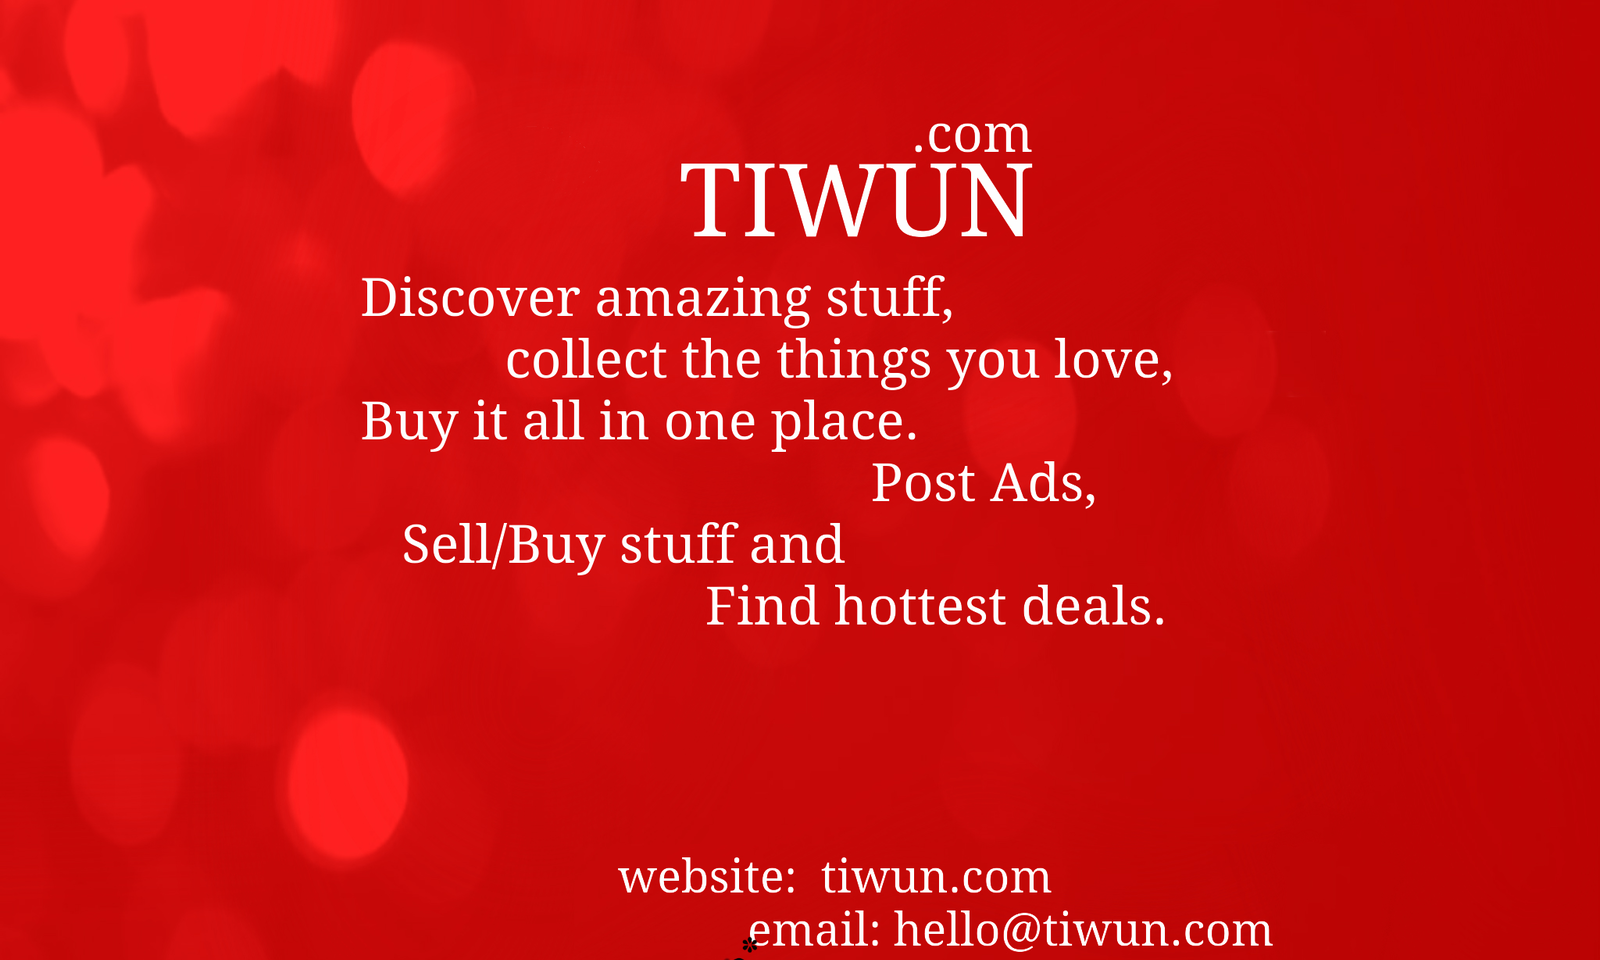 .com
TIWUN
Discover amazing stuff,
collect the things you love,
Buy it all in one place.
Post Ads,
Sell/Buy stuff and
Find hottest deals.
website: tiwun.com
email: hello@tiwun.com